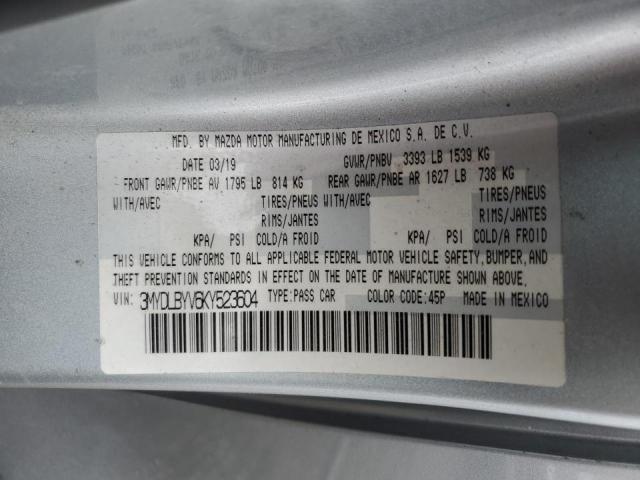 MFD. BY MAZDA MOTOR MANUFACTURING DE MEXICO S.A. DE C.V.
DATE 03/19 GVWR/PNBV 3393 LB 1539 KG
FRONT GAWR/PNBE AV 1795 LB 814 KG REAR GAWR/PNBE AR 1627 LB 738 KG
WITH/AVEC TIRES/PNEUS WITH/AVEC TIRES/PNEUS
RIMS/JANTES RIMS/JANTES
KPA/ PSI COLD/A FROID KPA/ PSI COLD/A FROID
THIS VEHICLE CONFORMS TO ALL APPLICABLE FEDERAL MOTOR VEHICLE SAFETY, BUMPER, AND
THEFT PREVENTION STANDARDS IN EFFECT ON THE DATE OF MANUFACTURE SHOWN ABOVE.
VIN: 3MYDLBYV6KY523604 TYPE:PASS CAR COLOR CODE:45P MADE IN MEXICO